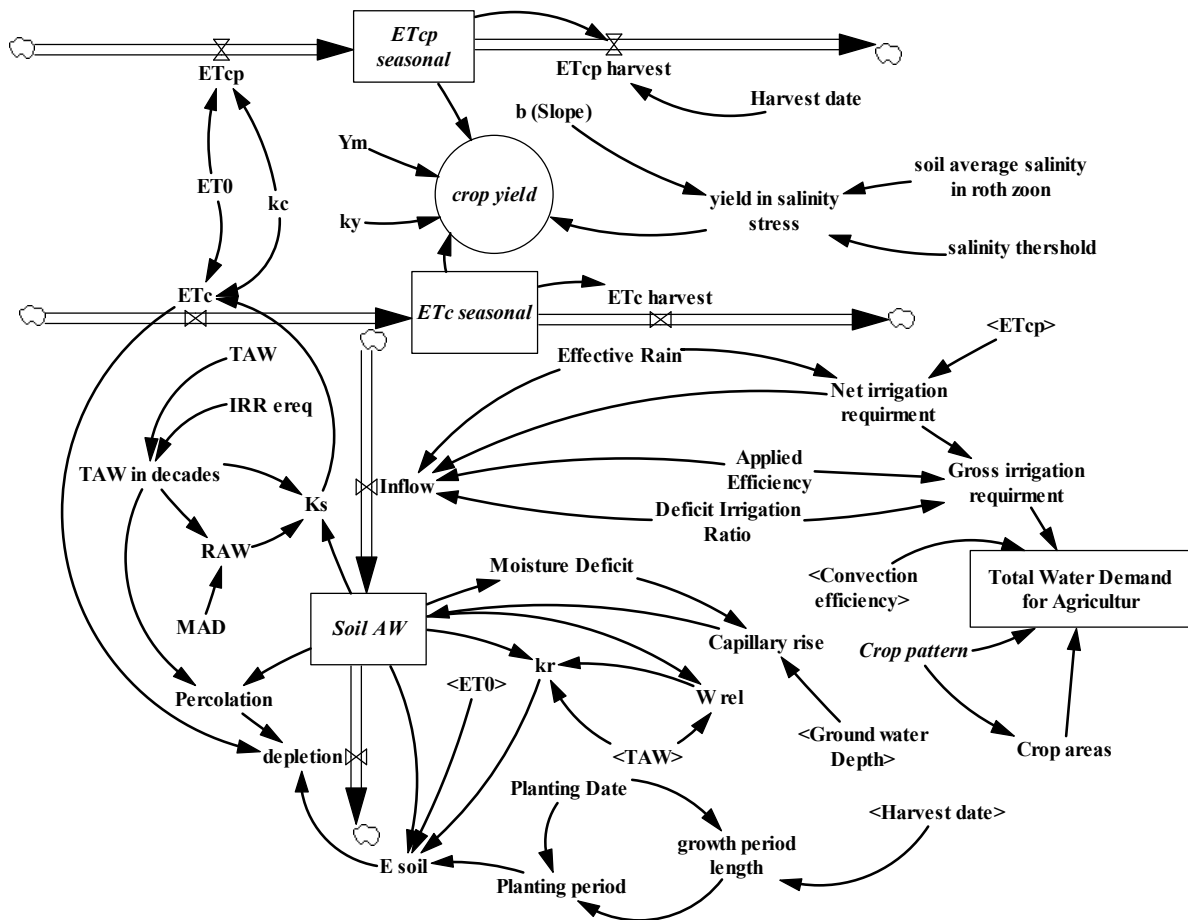 ETcp
seasonal
ETcp
ETcp harvest
Harvest date
b (Slope)
Ym
soil average salinity
in roth zoon
ET0
kc
crop yield
yield in salinity
stress
ky
salinity thershold
ETc
ETc harvest
ETc seasonal
<ETcp>
TAW
Effective Rain
Net irrigation
requirment
IRR ereq
TAW in decades
Applied
Efficiency
Gross irrigation
requirment
Inflow
Ks
Deficit Irrigation
Ratio
RAW
Moisture Deficit
<Convection
efficiency>
Total Water Demand
for Agricultur
MAD
Soil AW
Capillary rise
Crop pattern
kr
Percolation
<ET0>
W rel
<Ground water
Depth>
Crop areas
depletion
<TAW>
Planting Date
<Harvest date>
growth period
length
E soil
Planting period